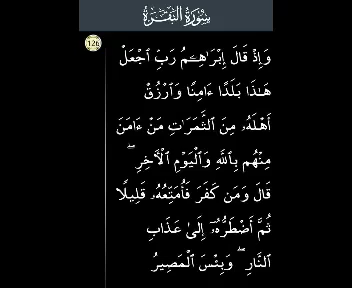 سُورَةُ البَقَرَةِ
126
وَإِذْ قَالَ إِبْرَٰهِـۧمُ رَبِّ ٱجْعَلْ
هَٰذَا بَلَدًا ءَامِنًا وَٱرْزُقْ
أَهْلَهُۥ مِنَ ٱلثَّمَرَٰتِ مَنْ ءَامَنَ
مِنْهُم بِٱللَّهِ وَٱلْيَوْمِ ٱلْأَخِرِ ۖ
قَالَ وَمَن كَفَرَ فَأُمَتِّعُهُۥ قَلِيلًا
ثُمَّ أَضْطَرُّهُۥٓ إِلَىٰ عَذَابِ
ٱلنَّارِ ۖ وَبِئْسَ ٱلْمَصِيرُ